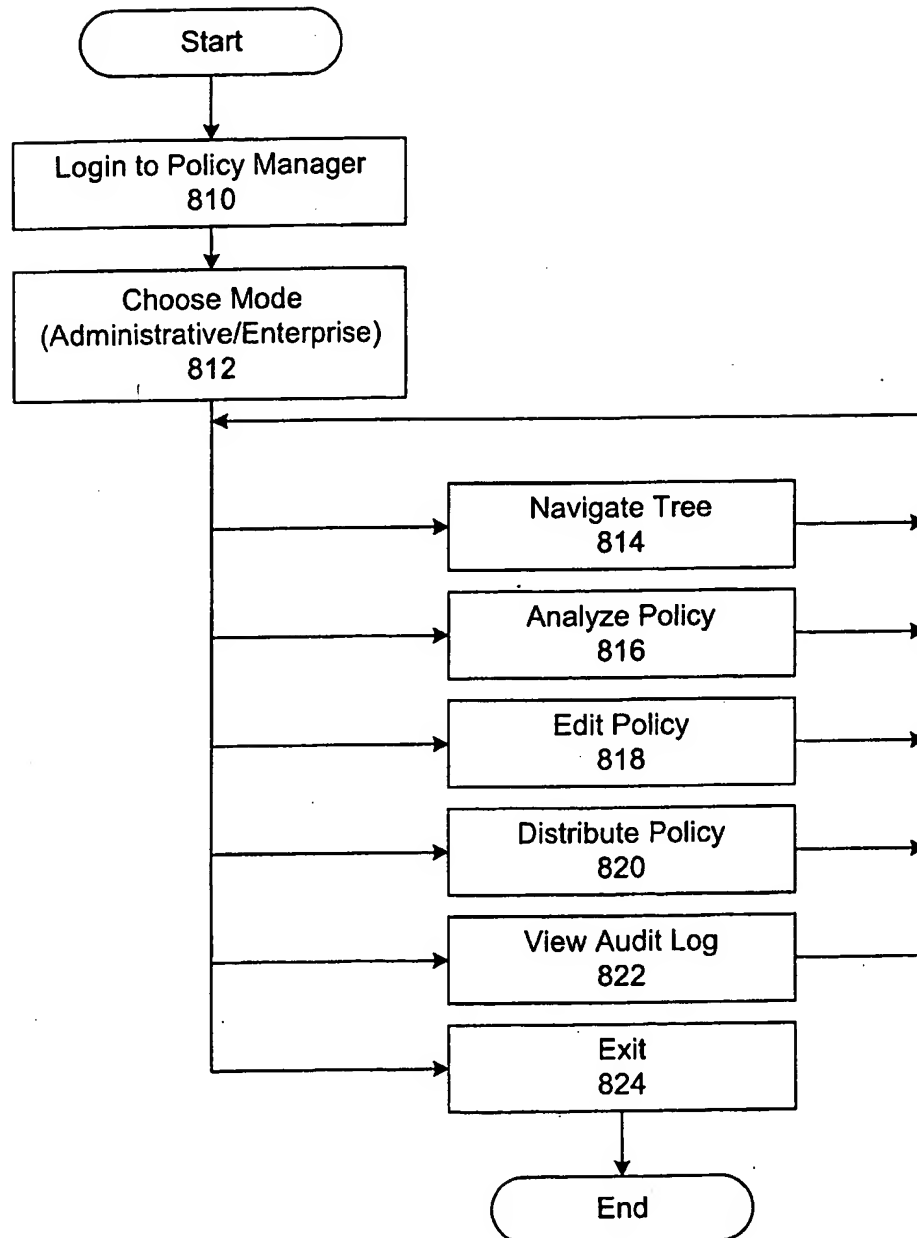 Start
Login to Policy Manager
810
Choose Mode
(Administrative/Enterprise)
812
Navigate Tree
814
Analyze Policy
816
Edit Policy
818
Distribute Policy
820
View Audit Log
822
Exit
824
End